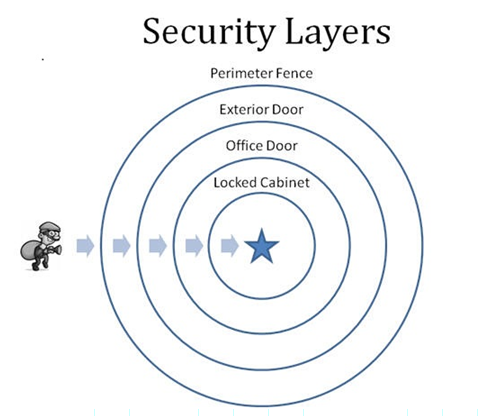 Security Layers
Perimeter Fence
Exterior Door
Office Door
Locked Cabinet